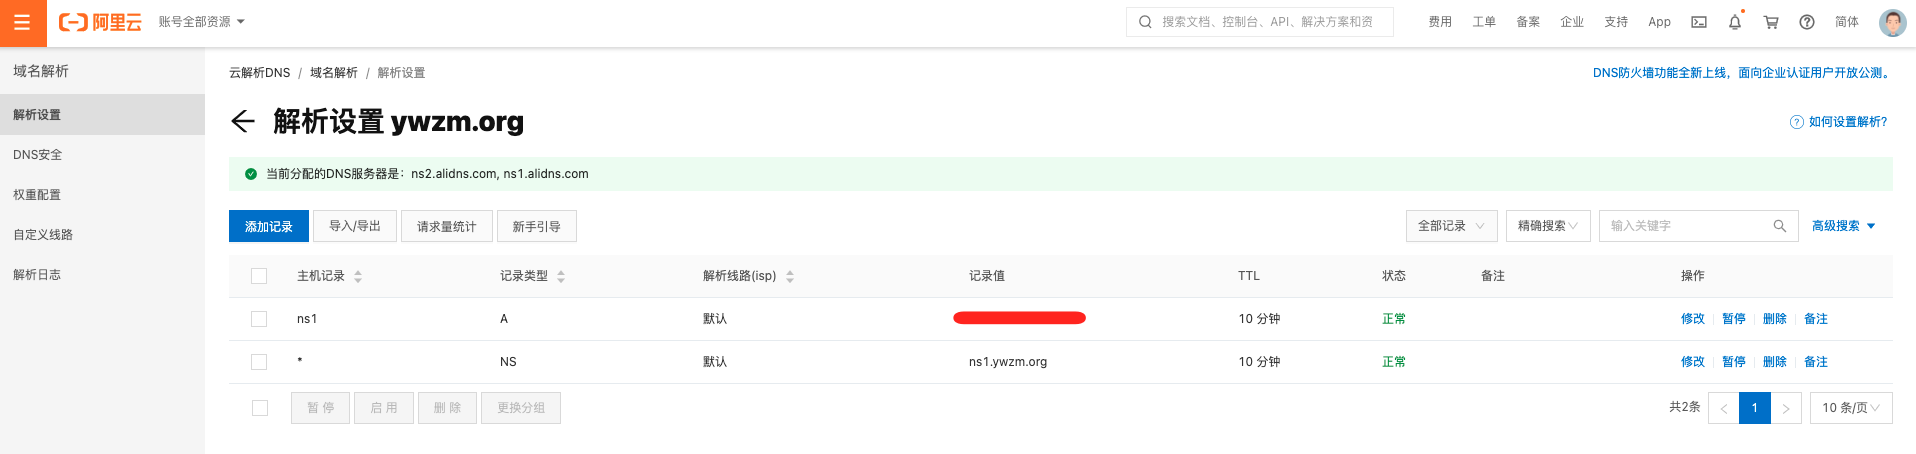 阿里云 账号全部资源 搜索文档、控制台、API、解决方案和资 费用 工单 备案 企业 支持 App 简体
域名解析
解析设置
DNS安全
权重配置
自定义线路
解析日志
云解析DNS / 域名解析 / 解析设置 DNS防火墙功能全新上线，面向企业认证用户开放公测。
解析设置 ywzm.org 如何设置解析?
当前分配的DNS服务器是：ns2.alidns.com, ns1.alidns.com
添加记录 导入/导出 请求量统计 新手引导 全部记录 精确搜索 输入关键字 高级搜索
主机记录 记录类型 解析线路(isp) 记录值 TTL 状态 备注 操作
ns1 A 默认 10 分钟 正常 修改 暂停 删除 备注
* NS 默认 ns1.ywzm.org 10 分钟 正常 修改 暂停 删除 备注
暂 停 启 用 删 除 更换分组 共2条 < 1 > 10 条/页